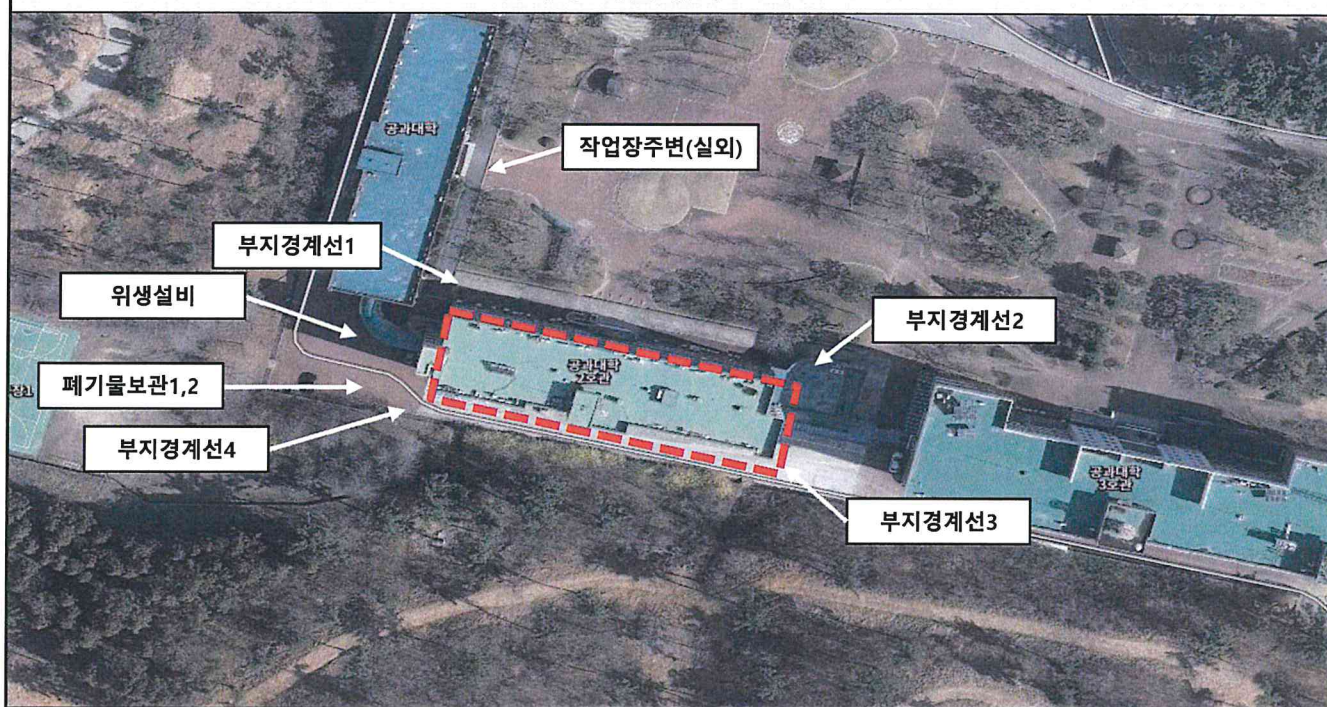 © kakao
공과대학
작업장주변(실외)
부지경계선1
위생설비
부지경계선2
공과대학
2호관
폐기물보관1,2
장1
부지경계선4
공과대학
3호관
부지경계선3